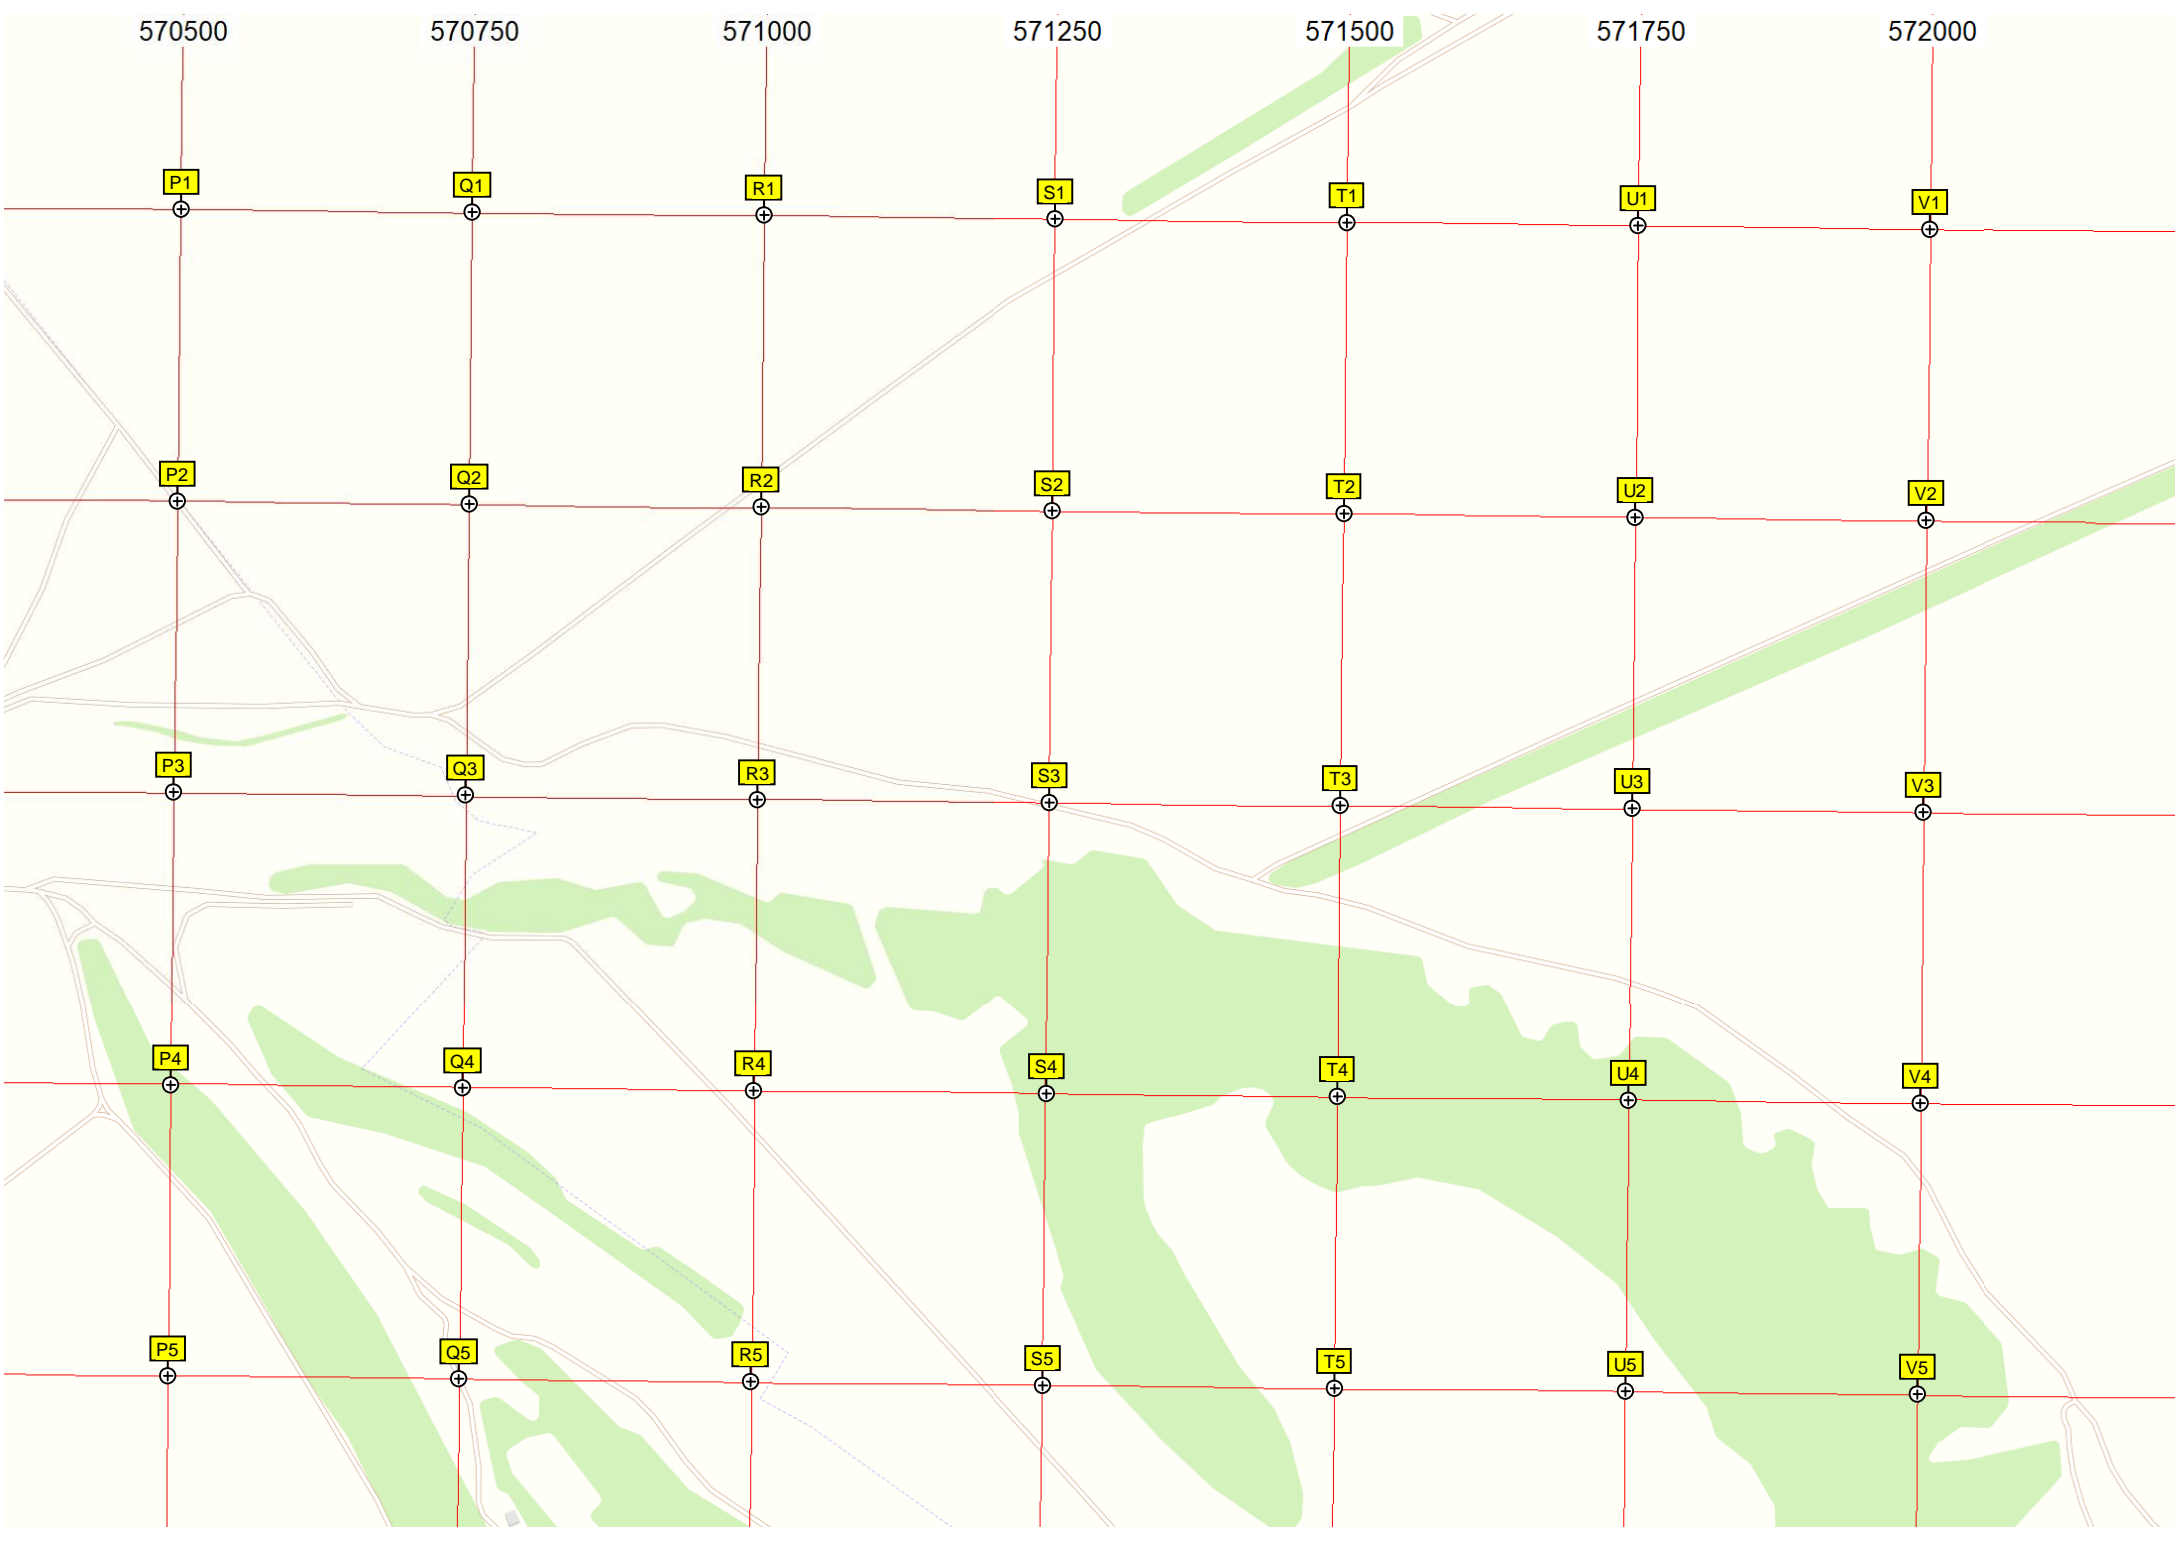 570500 570750 571000 571250 571500 571750 572000
P1 Q1 R1 S1 T1 U1 V1
P2 Q2 R2 S2 T2 U2 V2
P3 Q3 R3 S3 T3 U3 V3
P4 Q4 R4 S4 T4 U4 V4
P5 Q5 R5 S5 T5 U5 V5